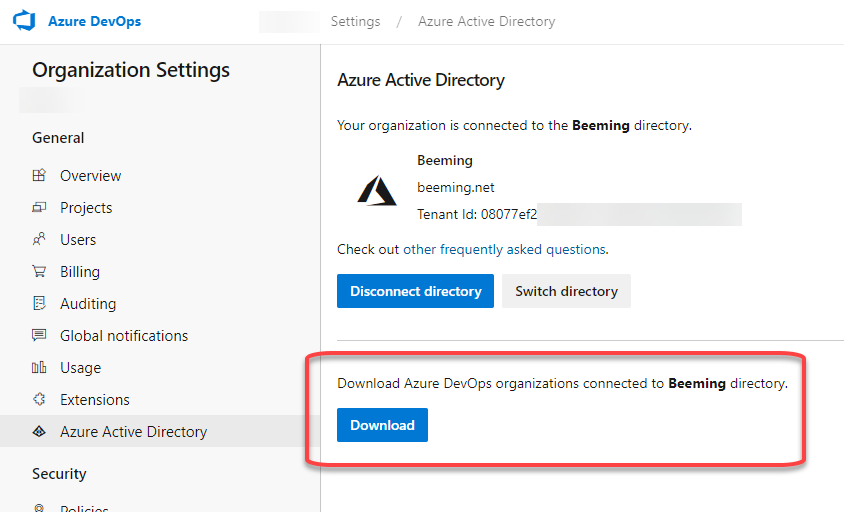 Azure DevOps
Settings / Azure Active Directory
Organization Settings
General
Overview
Projects
Users
Billing
Auditing
Global notifications
Usage
Extensions
Azure Active Directory
Security
Policies
Azure Active Directory
Your organization is connected to the Beeming directory.
Beeming
beeming.net
Tenant Id: 08077ef2
Check out other frequently asked questions.
Disconnect directory
Switch directory
Download Azure DevOps organizations connected to Beeming directory.
Download